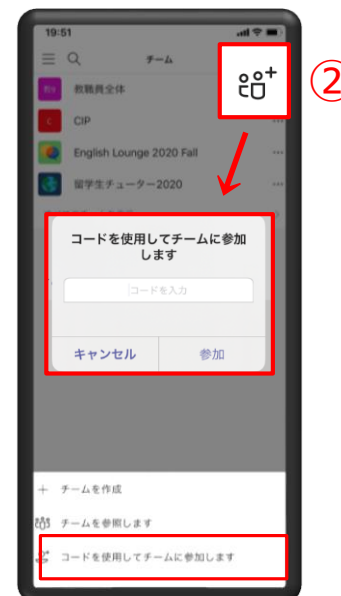 19:51
チーム
②
教職員全体
C
CIP
English Lounge 2020 Fall
留学生チューター2020
コードを使用してチームに参加
します
コードを入力
キャンセル
参加
チームを作成
チームを参照します
コードを使用してチームに参加します